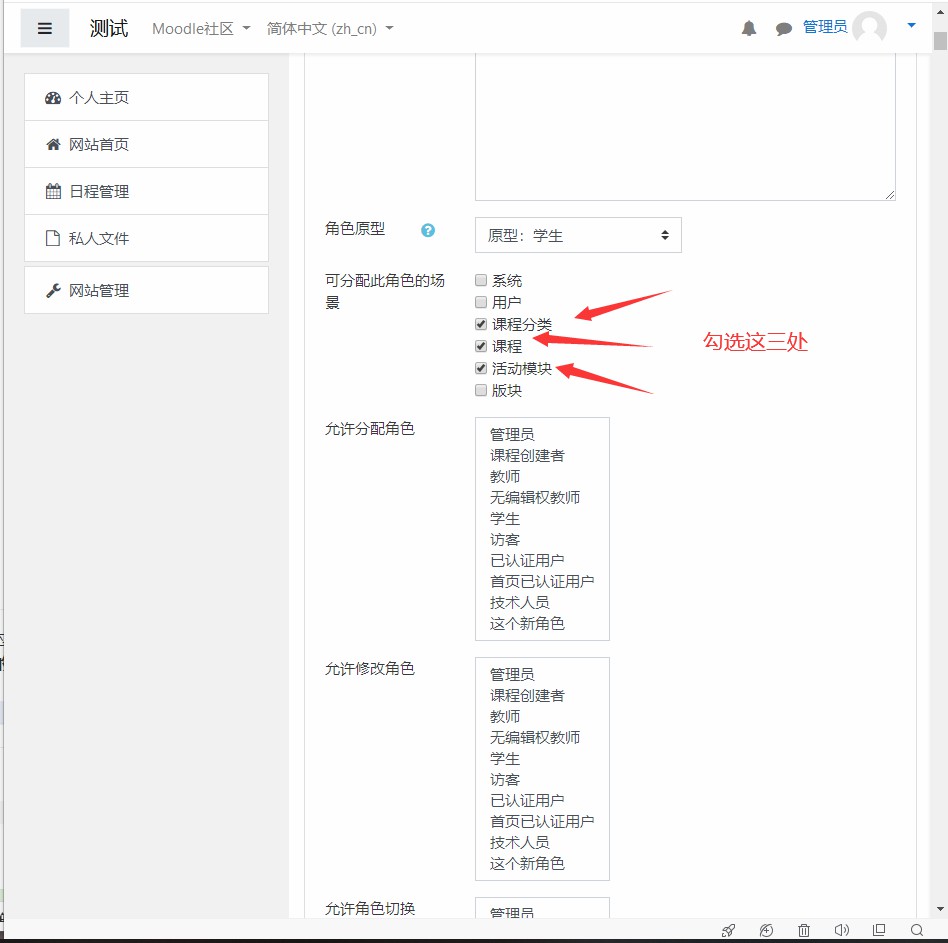 测试 Moodle社区 简体中文 (zh_cn) 管理员
个人主页
网站首页
日程管理
私人文件
网站管理
角色原型 ? 原型：学生
可分配此角色的场
景
系统
用户
课程分类
课程
活动模块
版块
勾选这三处
允许分配角色
管理员
课程创建者
教师
无编辑权教师
学生
访客
已认证用户
首页已认证用户
技术人员
这个新角色
允许修改角色
管理员
课程创建者
教师
无编辑权教师
学生
访客
已认证用户
首页已认证用户
技术人员
这个新角色
允许角色切换
管理员